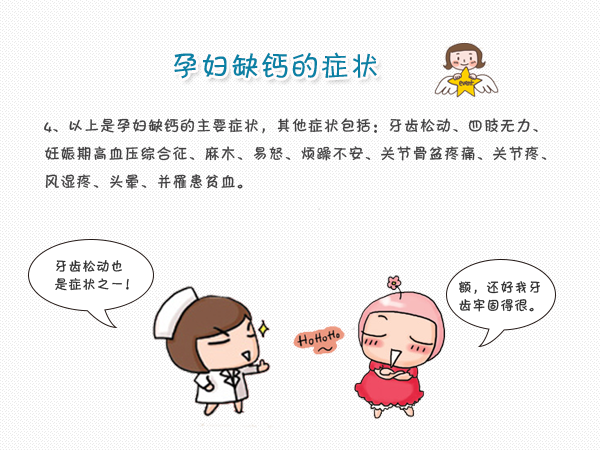 孕妇缺钙的症状
event
4、以上是孕妇缺钙的主要症状，其他症状包括：牙齿松动、四肢无力、
妊娠期高血压综合征、麻木、易怒、烦躁不安、关节骨盆疼痛、关节疼、
风湿疼、头晕、并罹患贫血。
牙齿松动也
是症状之一！
HoHoHo
额，还好我牙
齿牢固得很。